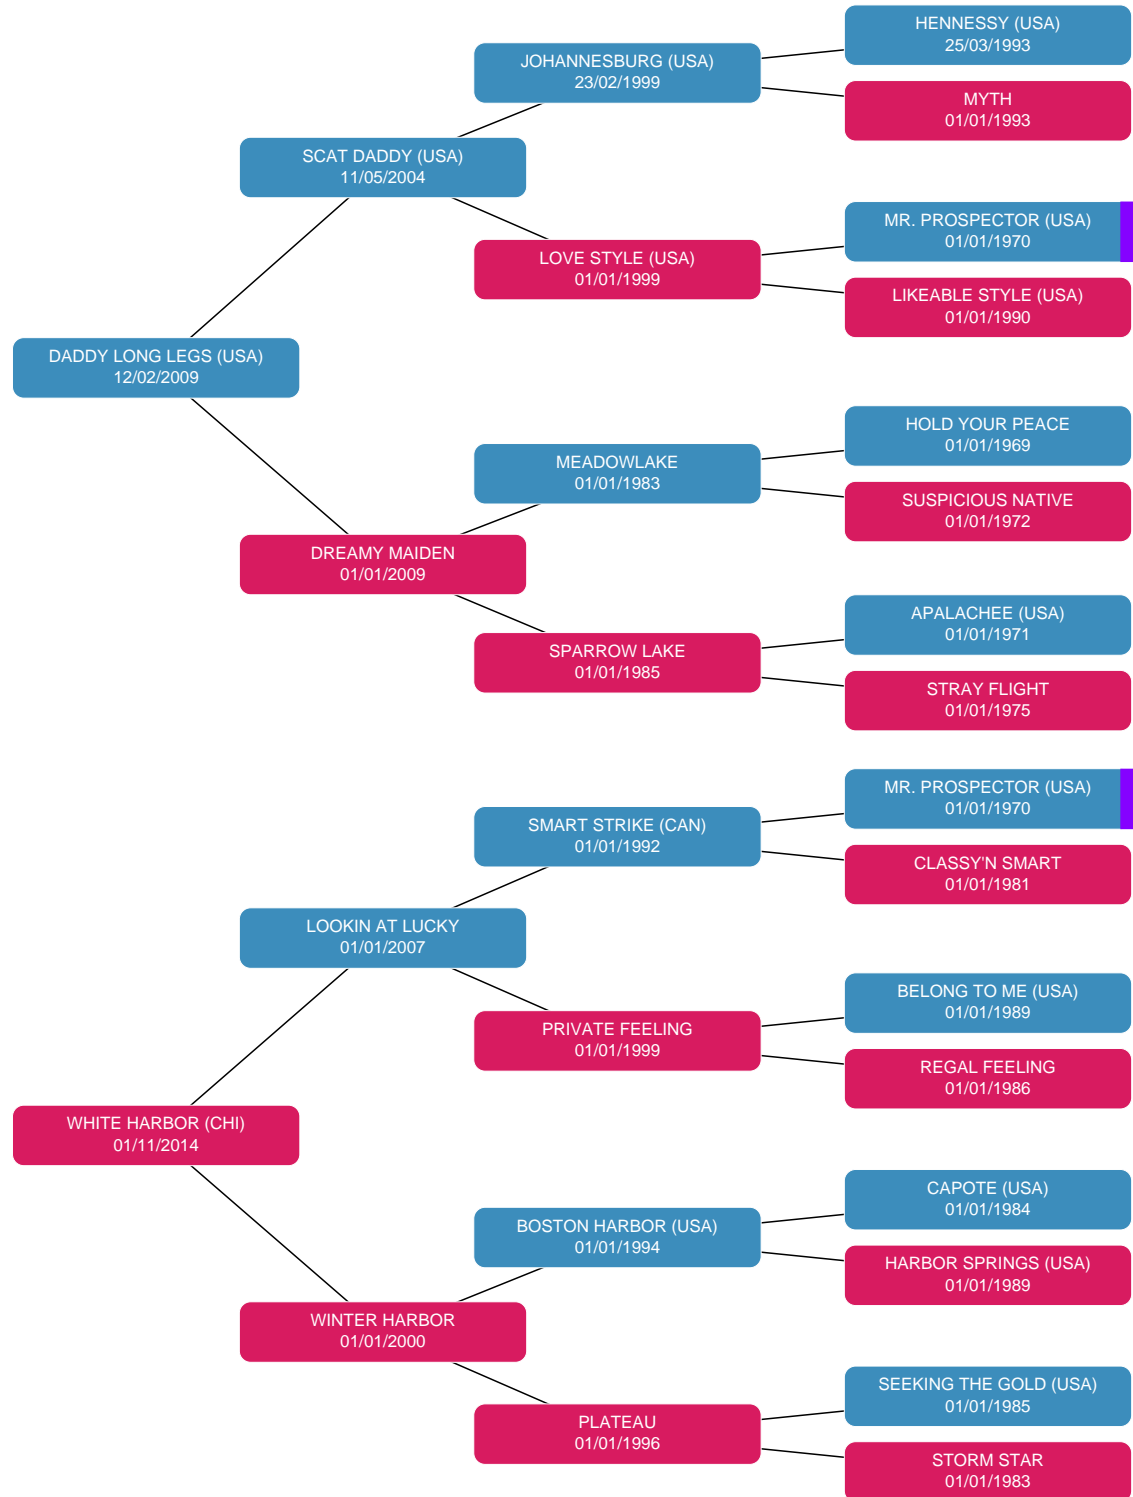 HENNESSY (USA)
25/03/1993
JOHANNESBURG (USA)
23/02/1999
MYTH
01/01/1993
SCAT DADDY (USA)
11/05/2004
MR. PROSPECTOR (USA)
01/01/1970
LOVE STYLE (USA)
01/01/1999
LIKEABLE STYLE (USA)
01/01/1990
DADDY LONG LEGS (USA)
12/02/2009
HOLD YOUR PEACE
01/01/1969
MEADOWLAKE
01/01/1983
SUSPICIOUS NATIVE
01/01/1972
DREAMY MAIDEN
01/01/2009
APALACHEE (USA)
01/01/1971
SPARROW LAKE
01/01/1985
STRAY FLIGHT
01/01/1975
MR. PROSPECTOR (USA)
01/01/1970
SMART STRIKE (CAN)
01/01/1992
CLASSY'N SMART
01/01/1981
LOOKIN AT LUCKY
01/01/2007
BELONG TO ME (USA)
01/01/1989
PRIVATE FEELING
01/01/1999
REGAL FEELING
01/01/1986
WHITE HARBOR (CHI)
01/11/2014
CAPOTE (USA)
01/01/1984
BOSTON HARBOR (USA)
01/01/1994
HARBOR SPRINGS (USA)
01/01/1989
WINTER HARBOR
01/01/2000
SEEKING THE GOLD (USA)
01/01/1985
PLATEAU
01/01/1996
STORM STAR
01/01/1983